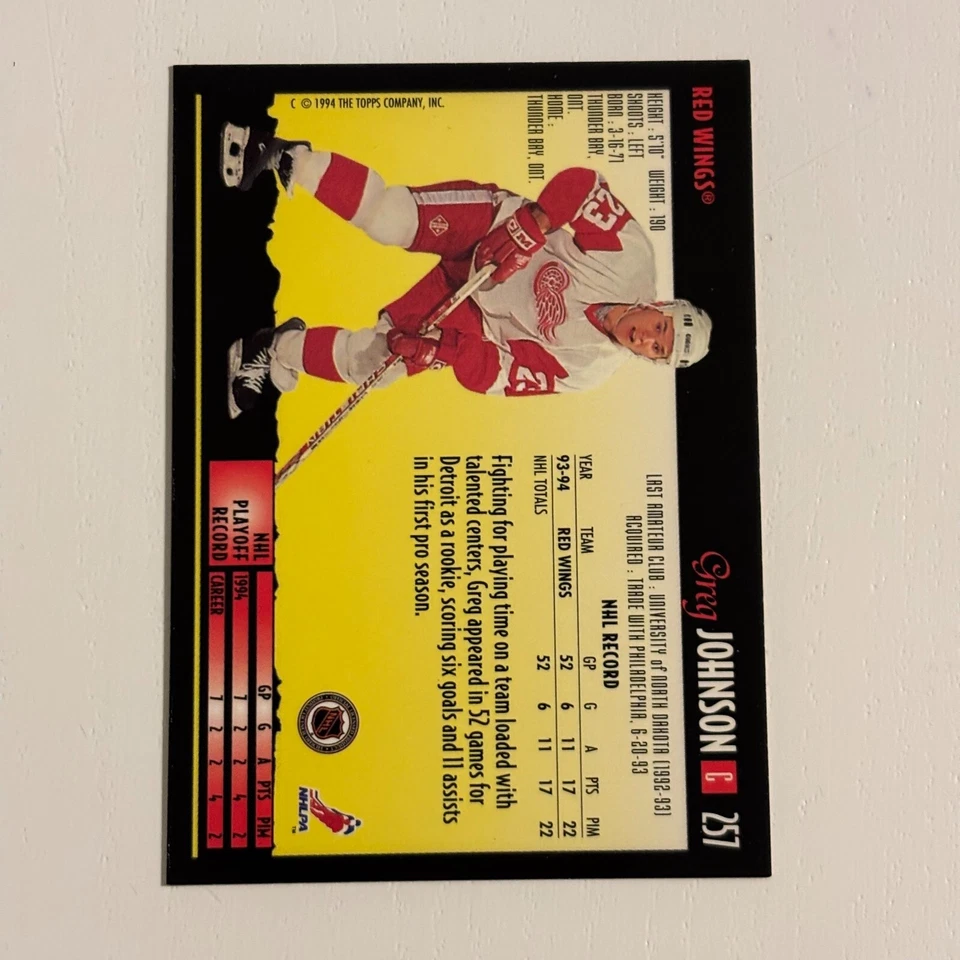 RED WINGS®
Greg JOHNSON C 257
HEIGHT : 5'10" WEIGHT : 190
SHOOTS : LEFT
BORN : 3-16-71
THUNDER BAY,
ONT.
HOME :
THUNDER BAY, ONT.
LAST AMATEUR CLUB : UNIVERSITY of NORTH DAKOTA (1992-93)
ACQUIRED : TRADE WITH PHILADELPHIA, 6-20-93
NHL RECORD
YEAR TEAM GP G A PTS PIM
93-94 RED WINGS 52 6 11 17 22
NHL TOTALS 52 6 11 17 22
Fighting for playing time on a team loaded with
talented centers, Greg appeared in 52 games for
Detroit as a rookie, scoring six goals and 11 assists
in his first pro season.
23
23
CCM
NHL
NHLPA™
NHL
PLAYOFF
RECORD
GP G A PTS PIM
1994 7 2 2 4 2
CAREER 7 2 2 4 2
C © 1994 THE TOPPS COMPANY, INC.